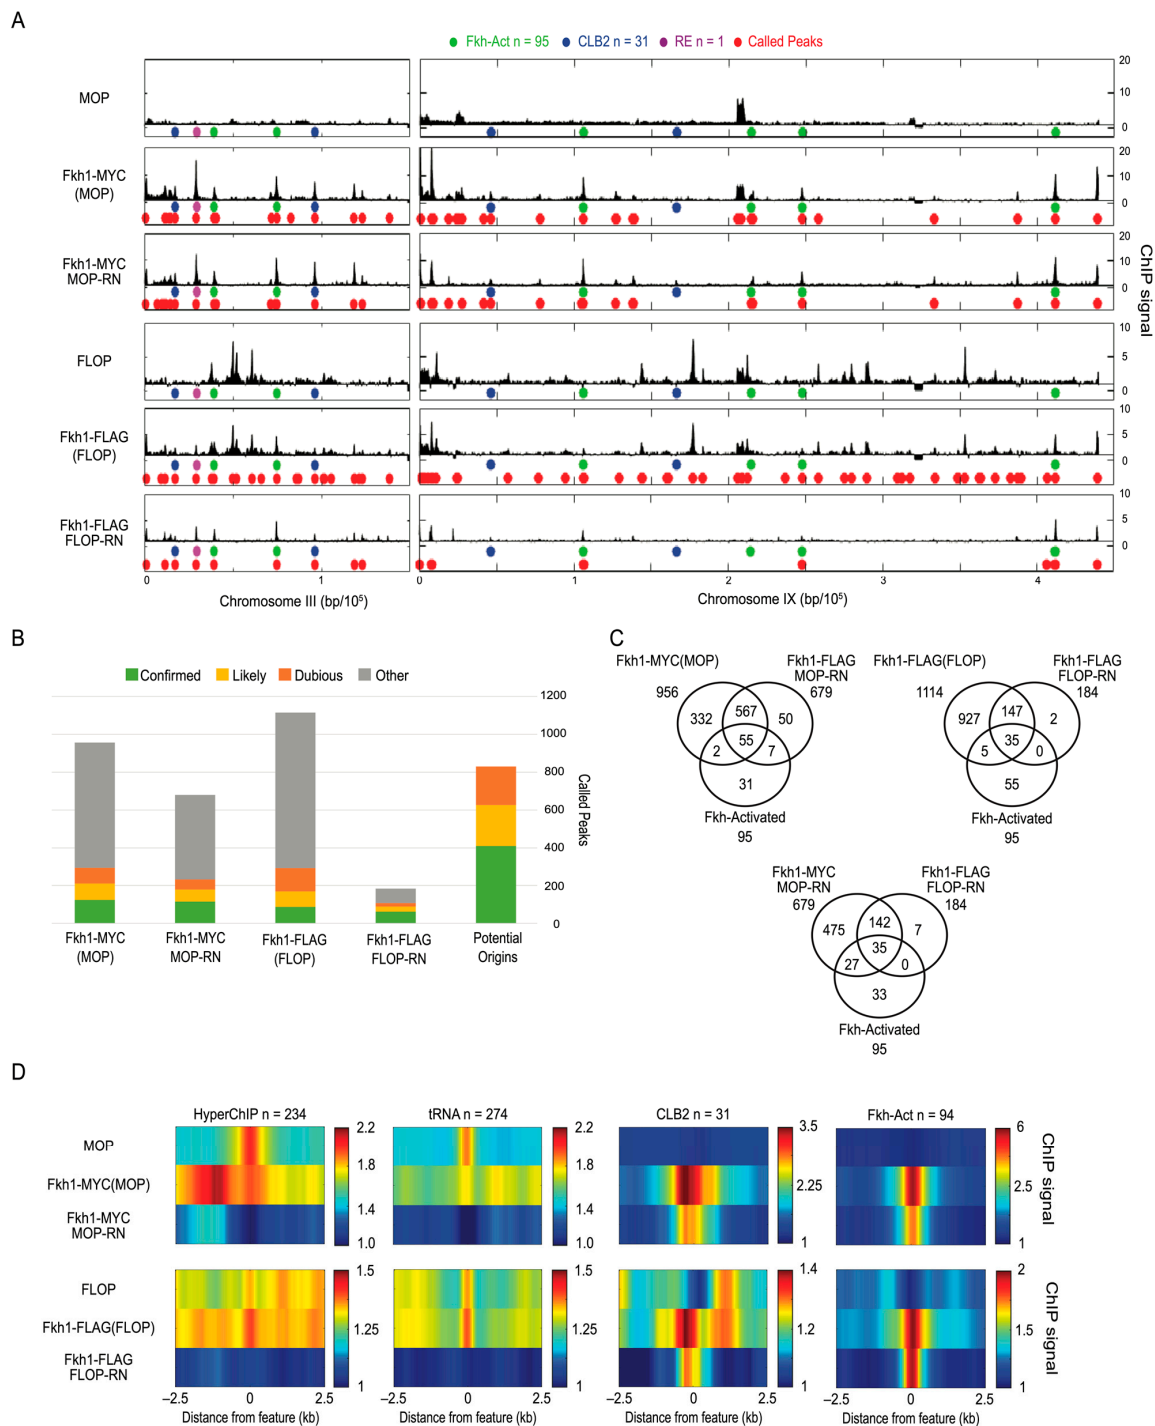 A
Fkh-Act n = 95 CLB2 n = 31 RE n = 1 Called Peaks
MOP
20
10
0
Fkh1-MYC
(MOP)
20
10
0
Fkh1-MYC
MOP-RN
20
10
0
FLOP
10
5
0
Fkh1-FLAG
(FLOP)
10
5
0
Fkh1-FLAG
FLOP-RN
10
5
0
ChIP signal
0 1
0 1 2 3 4
Chromosome III (bp/10⁵)
Chromosome IX (bp/10⁵)
B
Confirmed Likely Dubious Other
1200
1000
800
600
400
200
0
Called Peaks
Fkh1-MYC
(MOP)
Fkh1-MYC
MOP-RN
Fkh1-FLAG
(FLOP)
Fkh1-FLAG
FLOP-RN
Potential
Origins
C
Fkh1-MYC(MOP)
956
Fkh1-FLAG
MOP-RN
679
332 567 50
2 55 7
31
Fkh-Activated
95
Fkh1-FLAG(FLOP)
1114
Fkh1-FLAG
FLOP-RN
184
927 147 2
5 35 0
55
Fkh-Activated
95
Fkh1-MYC
MOP-RN
679
Fkh1-FLAG
FLOP-RN
184
475 142 7
27 35 0
33
Fkh-Activated
95
D
HyperChIP n = 234
tRNA n = 274
CLB2 n = 31
Fkh-Act n = 94
MOP
Fkh1-MYC(MOP)
Fkh1-MYC
MOP-RN
2.2
1.8
1.4
1.0
2.2
1.8
1.4
1.0
3.5
2.25
1
6
2.5
1
ChIP signal
FLOP
Fkh1-FLAG(FLOP)
Fkh1-FLAG
FLOP-RN
1.5
1.25
1
1.5
1.25
1
1.4
1.2
1
2
1.5
1
ChIP signal
−2.5 0 2.5
−2.5 0 2.5
−2.5 0 2.5
−2.5 0 2.5
Distance from feature (kb)
Distance from feature (kb)
Distance from feature (kb)
Distance from feature (kb)